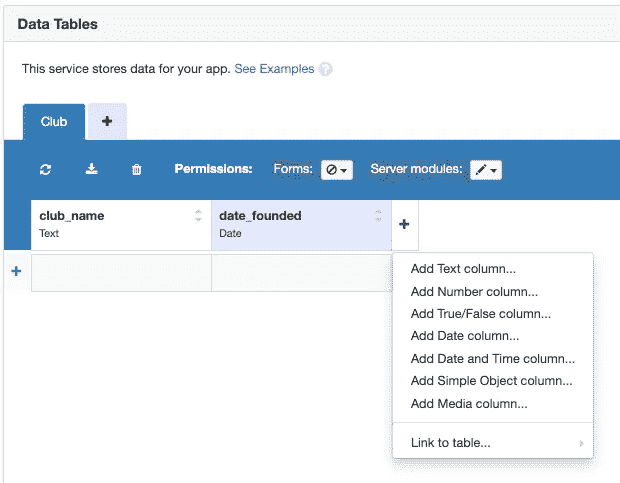 Data Tables
This service stores data for your app. See Examples ?
Club +
Permissions: Forms: Server modules:
club_name date_founded +
Text Date
+
Add Text column...
Add Number column...
Add True/False column...
Add Date column...
Add Date and Time column...
Add Simple Object column...
Add Media column...
Link to table...